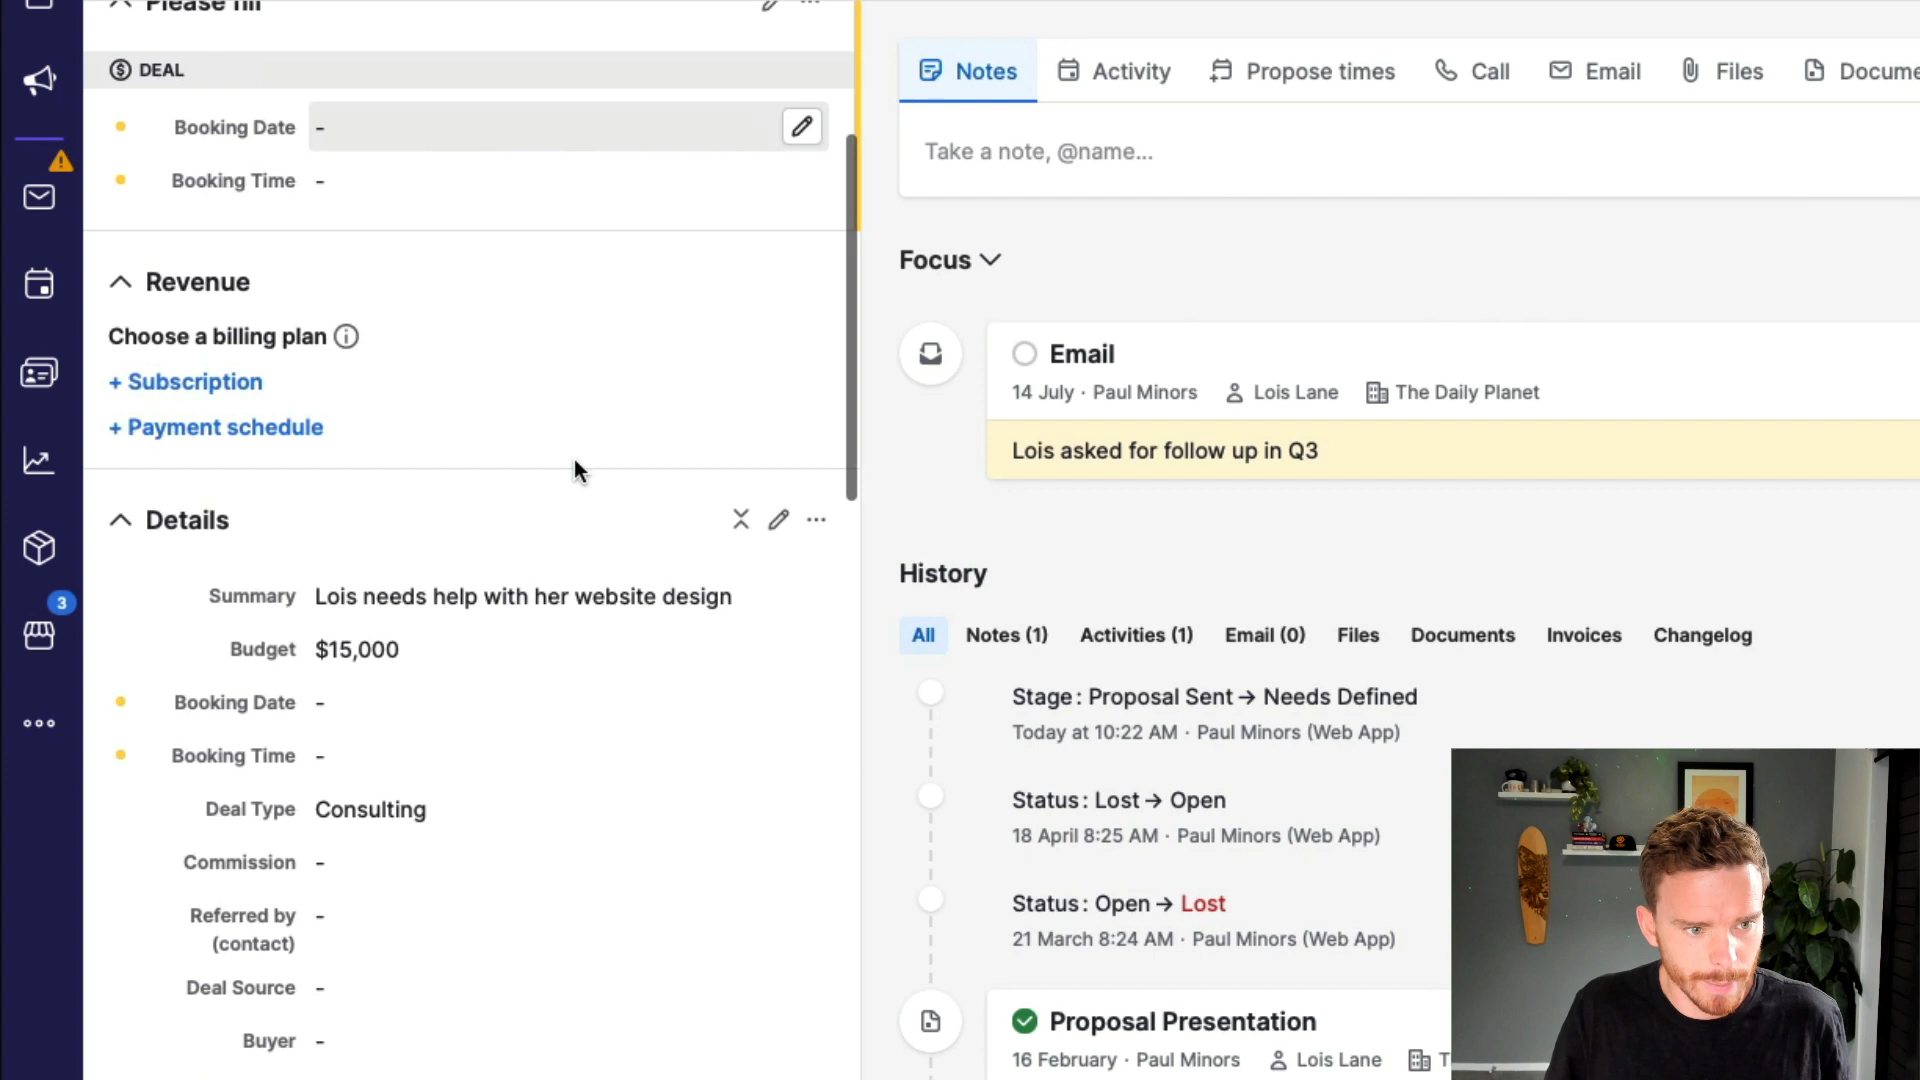 Please fill
DEAL
Booking Date -
Booking Time -
Revenue
Choose a billing plan
+ Subscription
+ Payment schedule
Details
Summary Lois needs help with her website design
Budget $15,000
Booking Date -
Booking Time -
Deal Type Consulting
Commission -
Referred by -
(contact)
Deal Source -
Buyer -
3
Notes Activity Propose times Call Email Files Docume
Take a note, @name...
Focus
Email
14 July · Paul Minors Lois Lane The Daily Planet
Lois asked for follow up in Q3
History
All Notes (1) Activities (1) Email (0) Files Documents Invoices Changelog
Stage: Proposal Sent → Needs Defined
Today at 10:22 AM · Paul Minors (Web App)
Status: Lost → Open
18 April 8:25 AM · Paul Minors (Web App)
Status: Open → Lost
21 March 8:24 AM · Paul Minors (Web App)
Proposal Presentation
16 February · Paul Minors Lois Lane T